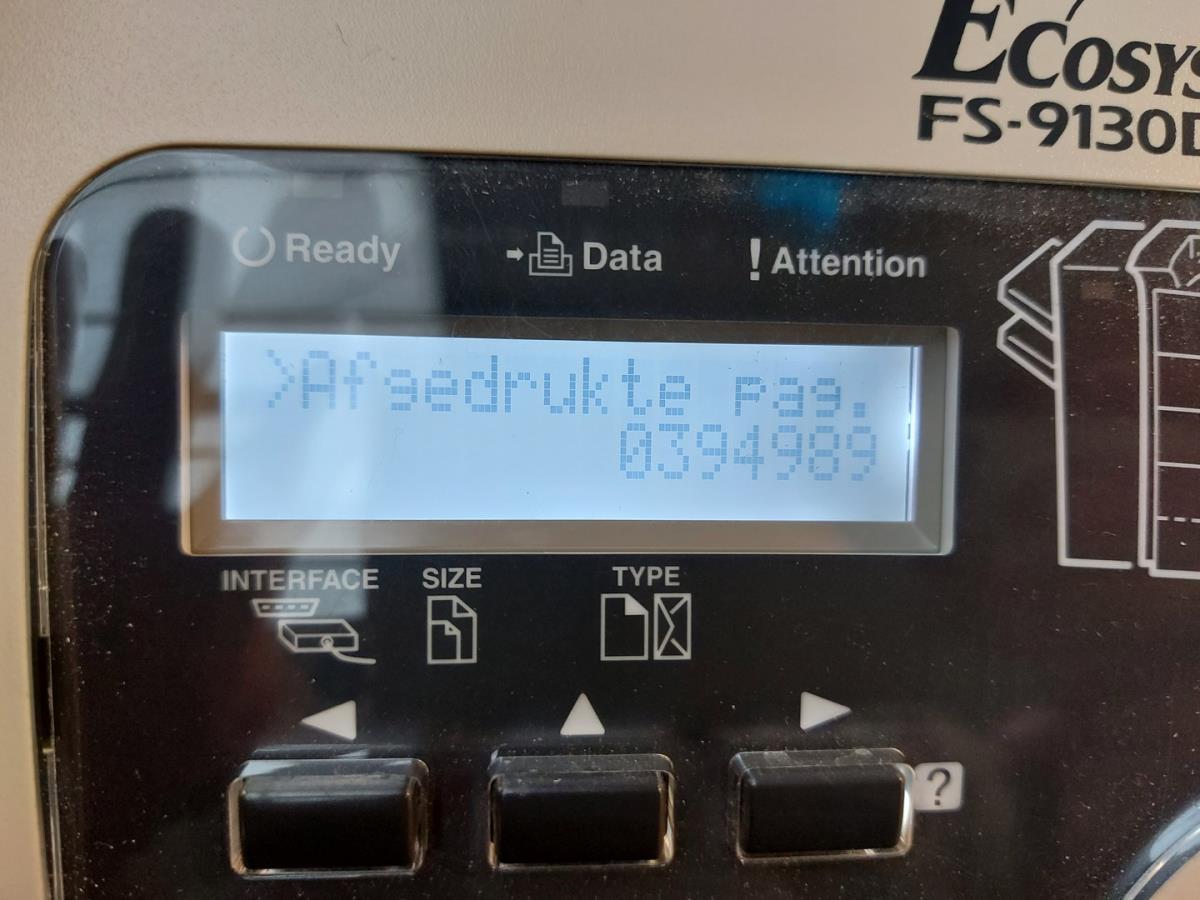 ECOSYS
FS-9130D
Ready
Data
! Attention
>Afgedrukte pag.
0394989
INTERFACE
SIZE
TYPE
?